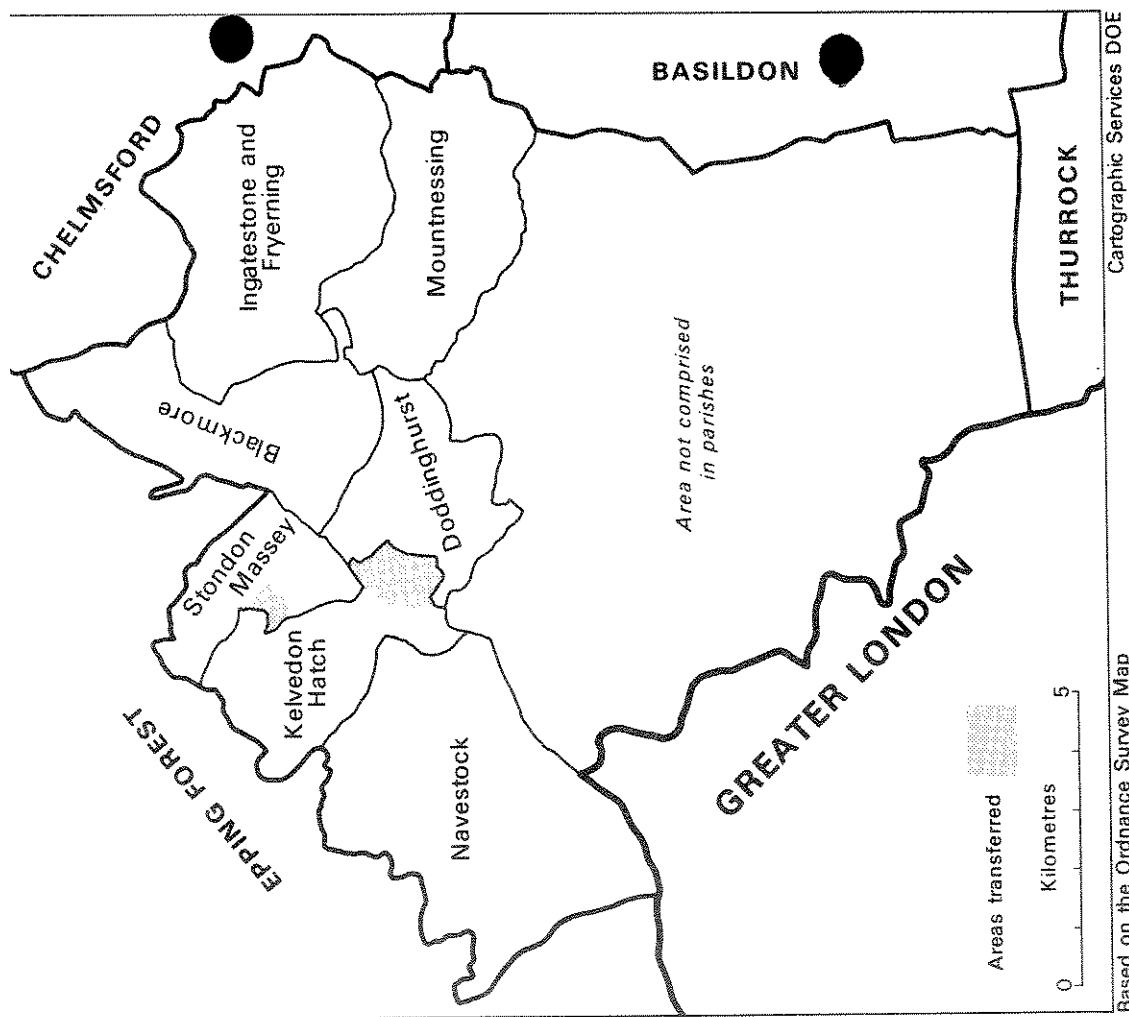 CHELMSFORD
Ingatestone and
Fryerning
Mountnessing
BASILDON
Blackmore
Doddinghurst
Stondon
Massey
Kelvedon
Hatch
EPPING FOREST
Navestock
Area not comprised
in parishes
GREATER LONDON
THURROCK
Areas transferred
0 5
Kilometres
Based on the Ordnance Survey Map
Cartographic Services DOE